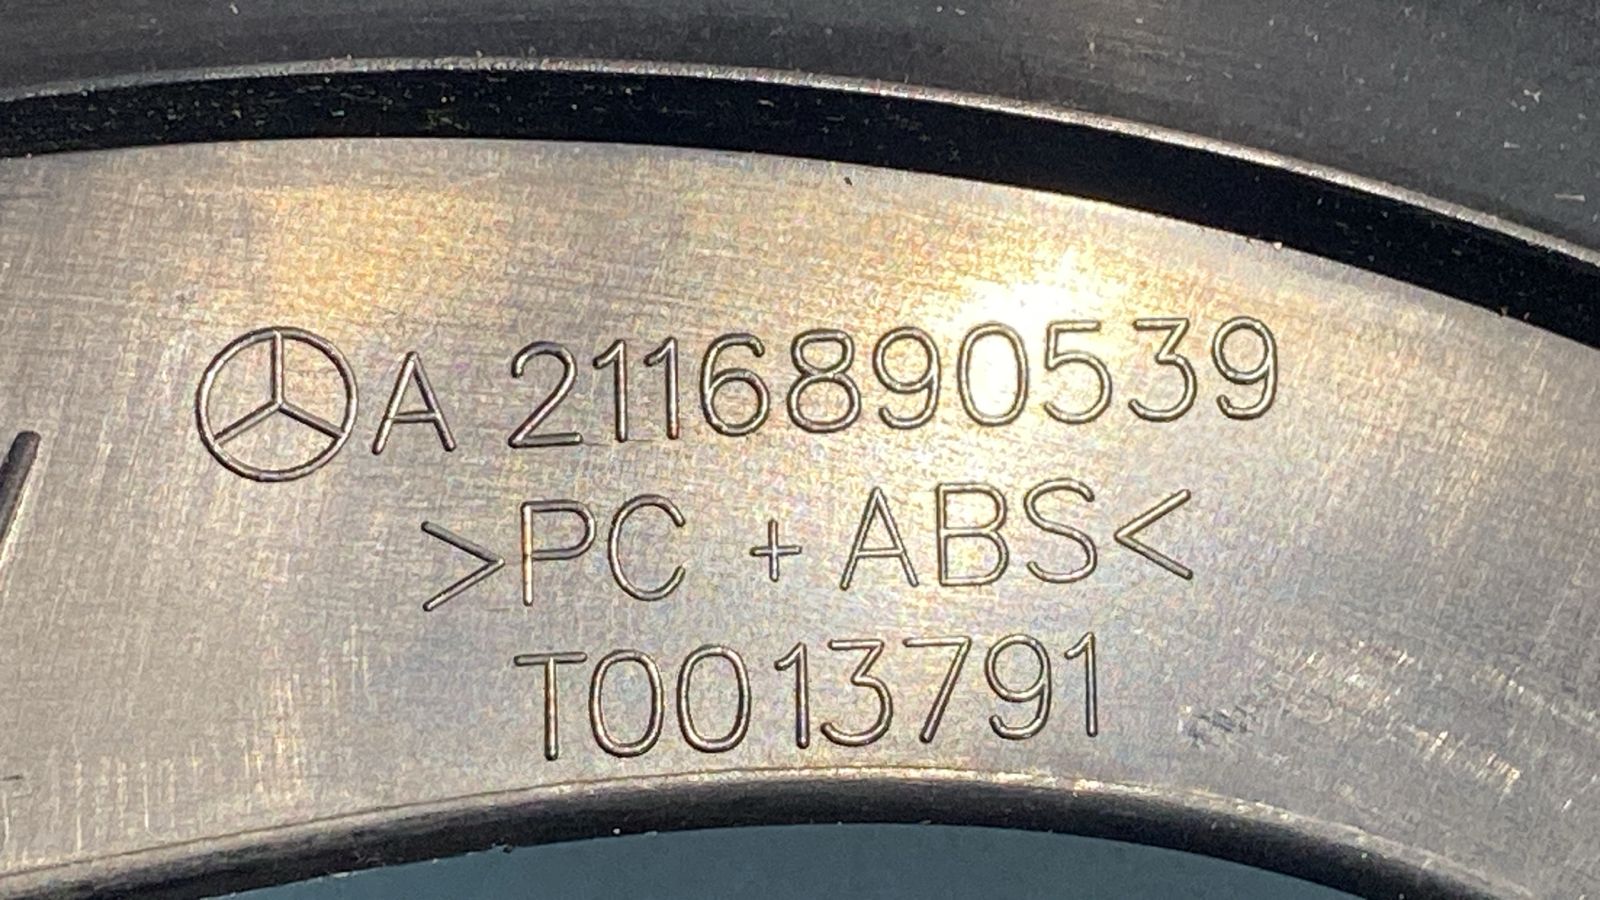 A 2116890539
>PC + ABS<
T0013791